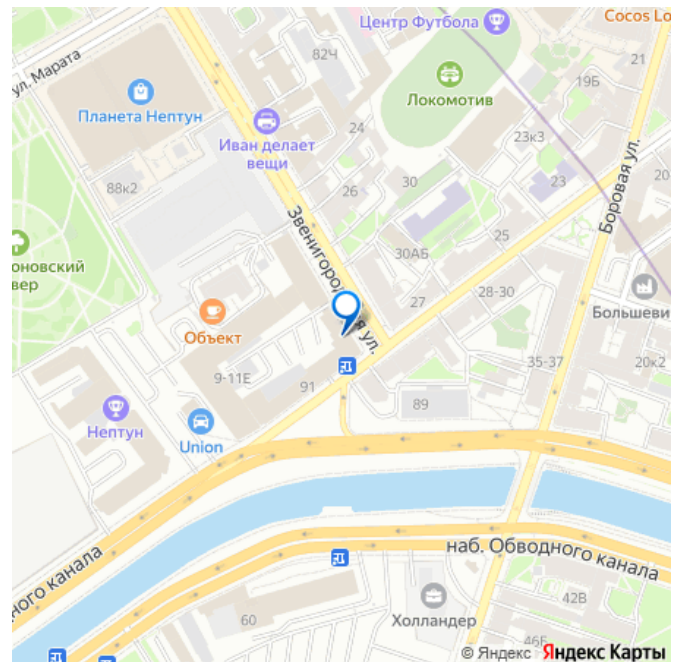 Центр Футбола
Cocos Lo
82Ч
21
ул. Марата
19Б
Локомотив
Планета Нептун
Иван делает
вещи
24
23к3
Боровая ул.
20
88к2
26
30
23
Звенигородская ул.
оновский
вер
30АБ
25
27
28-30
Большеви
Объект
35-37
20к2
9-11Е
91
89
Нептун
Union
дного канала
наб. Обводного канала
60
Холландер
42В
46Б
© Яндекс Яндекс Карты